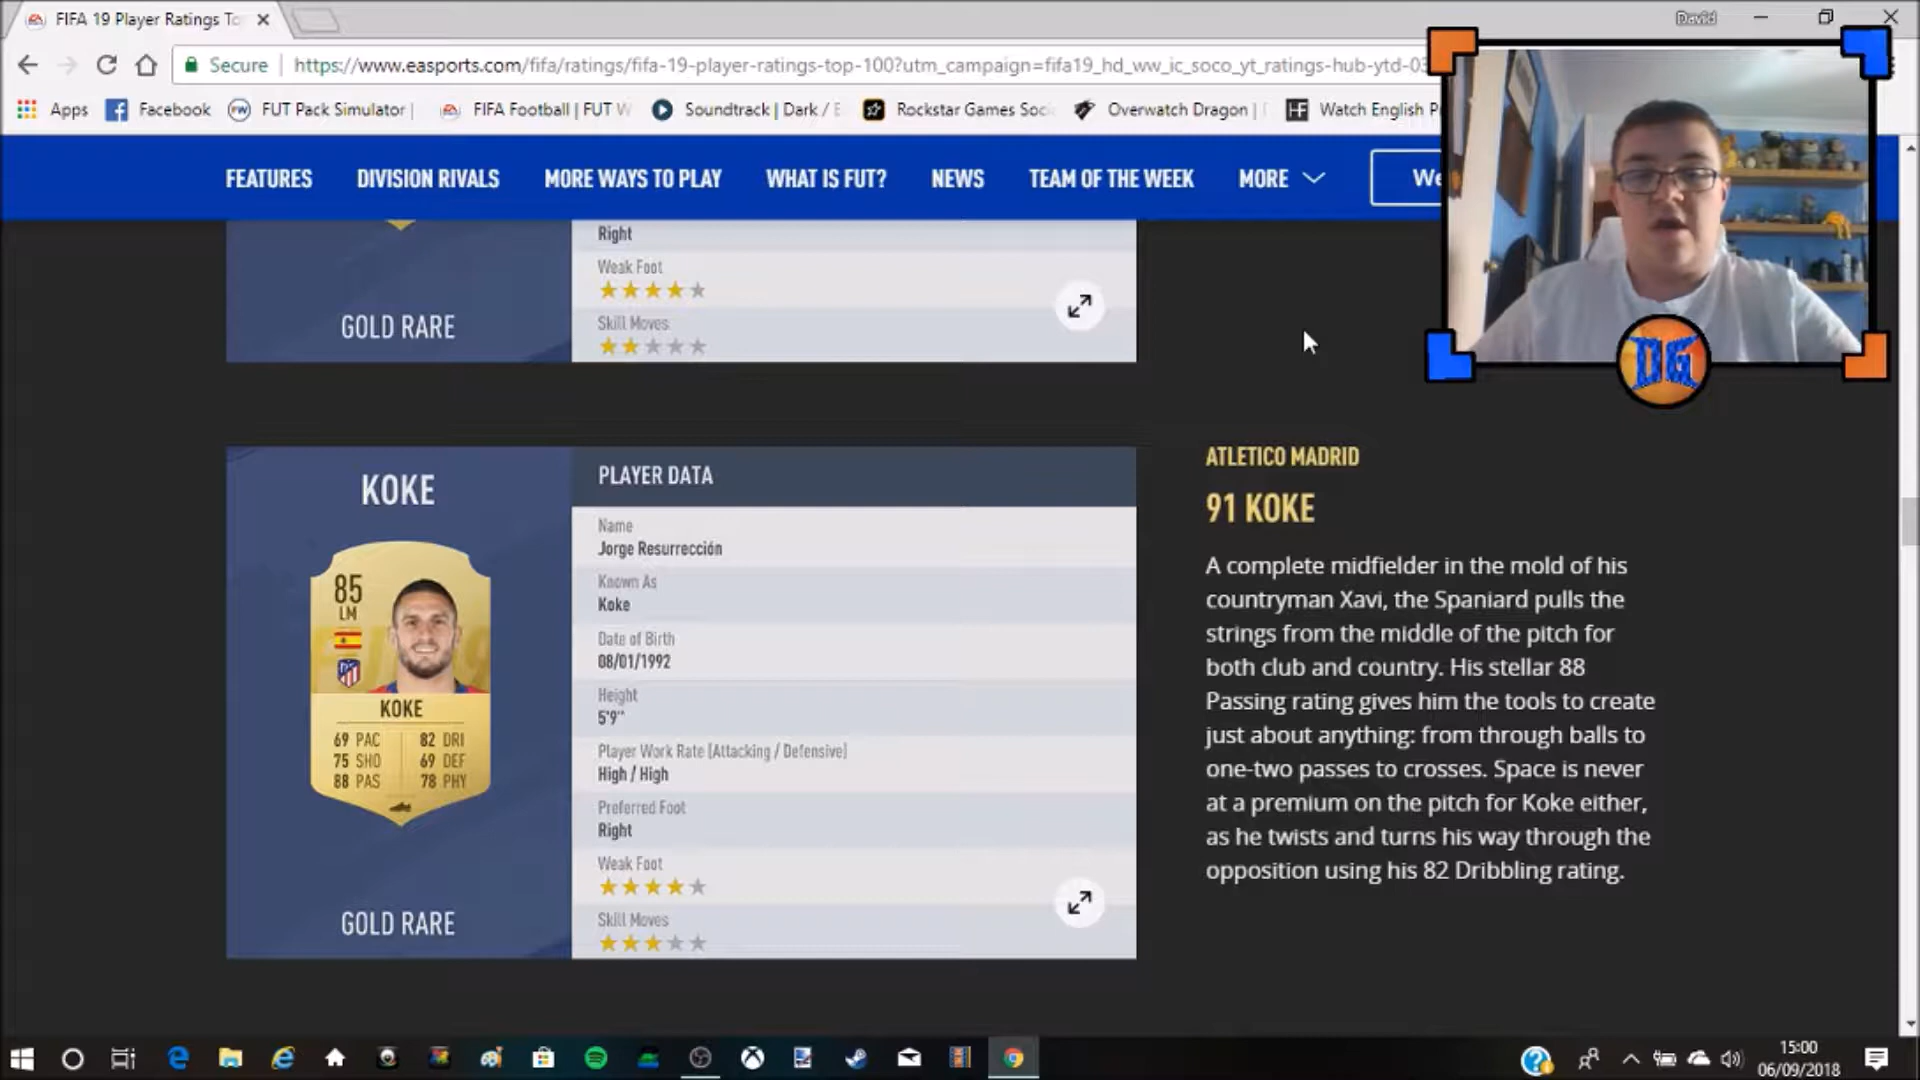 FIFA 19 Player Ratings To
David
Secure
https://www.easports.com/fifa/ratings/fifa-19-player-ratings-top-100?utm_campaign=fifa19_hd_ww_ic_soco_yt_ratings-hub-ytd-03
Apps
Facebook
FUT Pack Simulator |
FIFA Football | FUT W
Soundtrack | Dark / E
Rockstar Games Soc
Overwatch Dragon |
Watch English P
FEATURES
DIVISION RIVALS
MORE WAYS TO PLAY
WHAT IS FUT?
NEWS
TEAM OF THE WEEK
MORE
We
Right
Weak Foot
Skill Moves
GOLD RARE
DG
KOKE
85
LM
KOKE
69 PAC 82 DRI
75 SHO 69 DEF
88 PAS 78 PHY
GOLD RARE
PLAYER DATA
Name
Jorge Resurrección
Known As
Koke
Date of Birth
08/01/1992
Height
5'9"
Player Work Rate (Attacking / Defensive)
High / High
Preferred Foot
Right
Weak Foot
Skill Moves
ATLETICO MADRID
91 KOKE
A complete midfielder in the mold of his
countryman Xavi, the Spaniard pulls the
strings from the middle of the pitch for
both club and country. His stellar 88
Passing rating gives him the tools to create
just about anything: from through balls to
one-two passes to crosses. Space is never
at a premium on the pitch for Koke either,
as he twists and turns his way through the
opposition using his 82 Dribbling rating.
15:00
06/09/2018